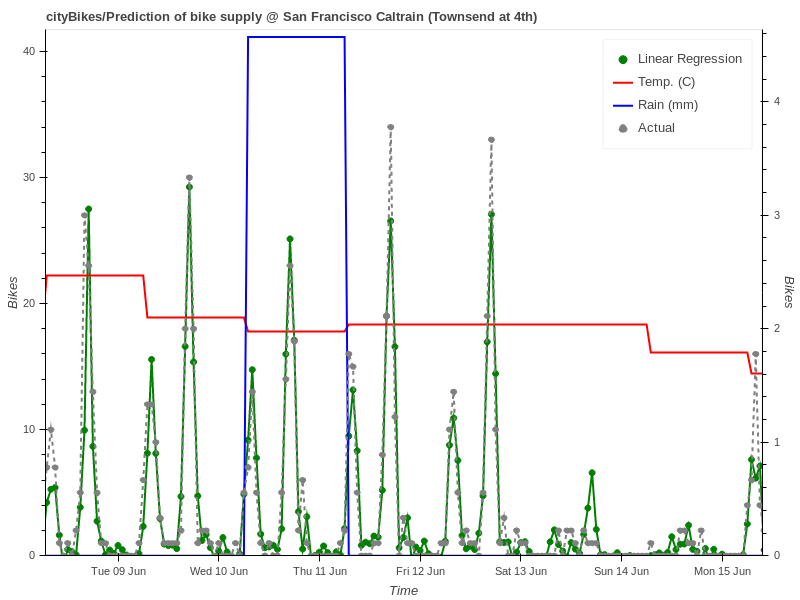 cityBikes/Prediction of bike supply @ San Francisco Caltrain (Townsend at 4th)
Linear Regression
Temp. (C)
Rain (mm)
Actual
Bikes
40
30
20
10
0
4
3
2
1
0
Bikes
Tue 09 Jun
Wed 10 Jun
Thu 11 Jun
Fri 12 Jun
Sat 13 Jun
Sun 14 Jun
Mon 15 Jun
Time